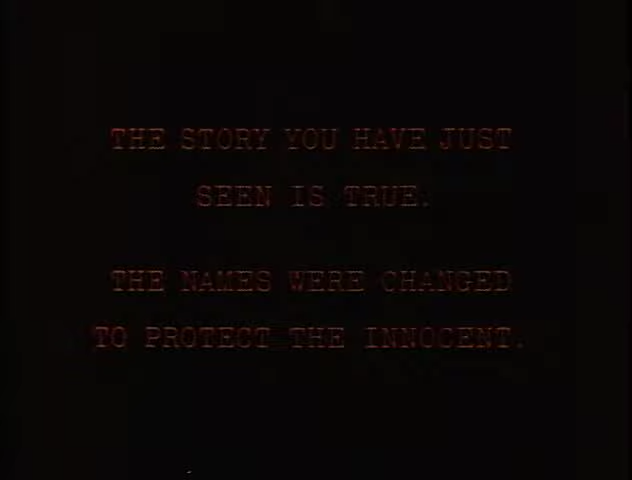 THE STORY YOU HAVE JUST
SEEN IS TRUE.
THE NAMES WERE CHANGED
TO PROTECT THE INNOCENT.